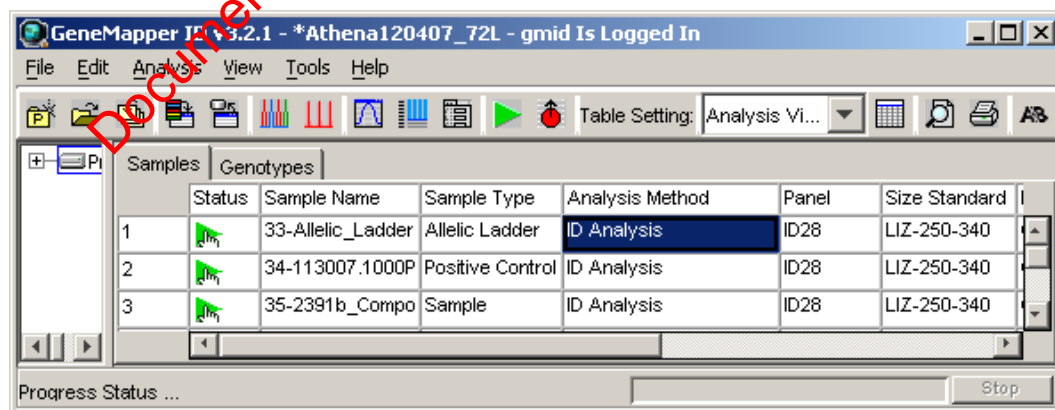 GeneMapper ID v3.2.1 - *Athena120407_72L - gmid Is Logged In
File Edit Analysis View Tools Help
Table Setting: Analysis Vi...
Samples Genotypes
Status Sample Name Sample Type Analysis Method Panel Size Standard
1 33-Allelic_Ladder Allelic Ladder ID Analysis ID28 LIZ-250-340
2 34-113007.1000P Positive Control ID Analysis ID28 LIZ-250-340
3 35-2391b_Compo Sample ID Analysis ID28 LIZ-250-340
Progress Status ...
Stop
Documen